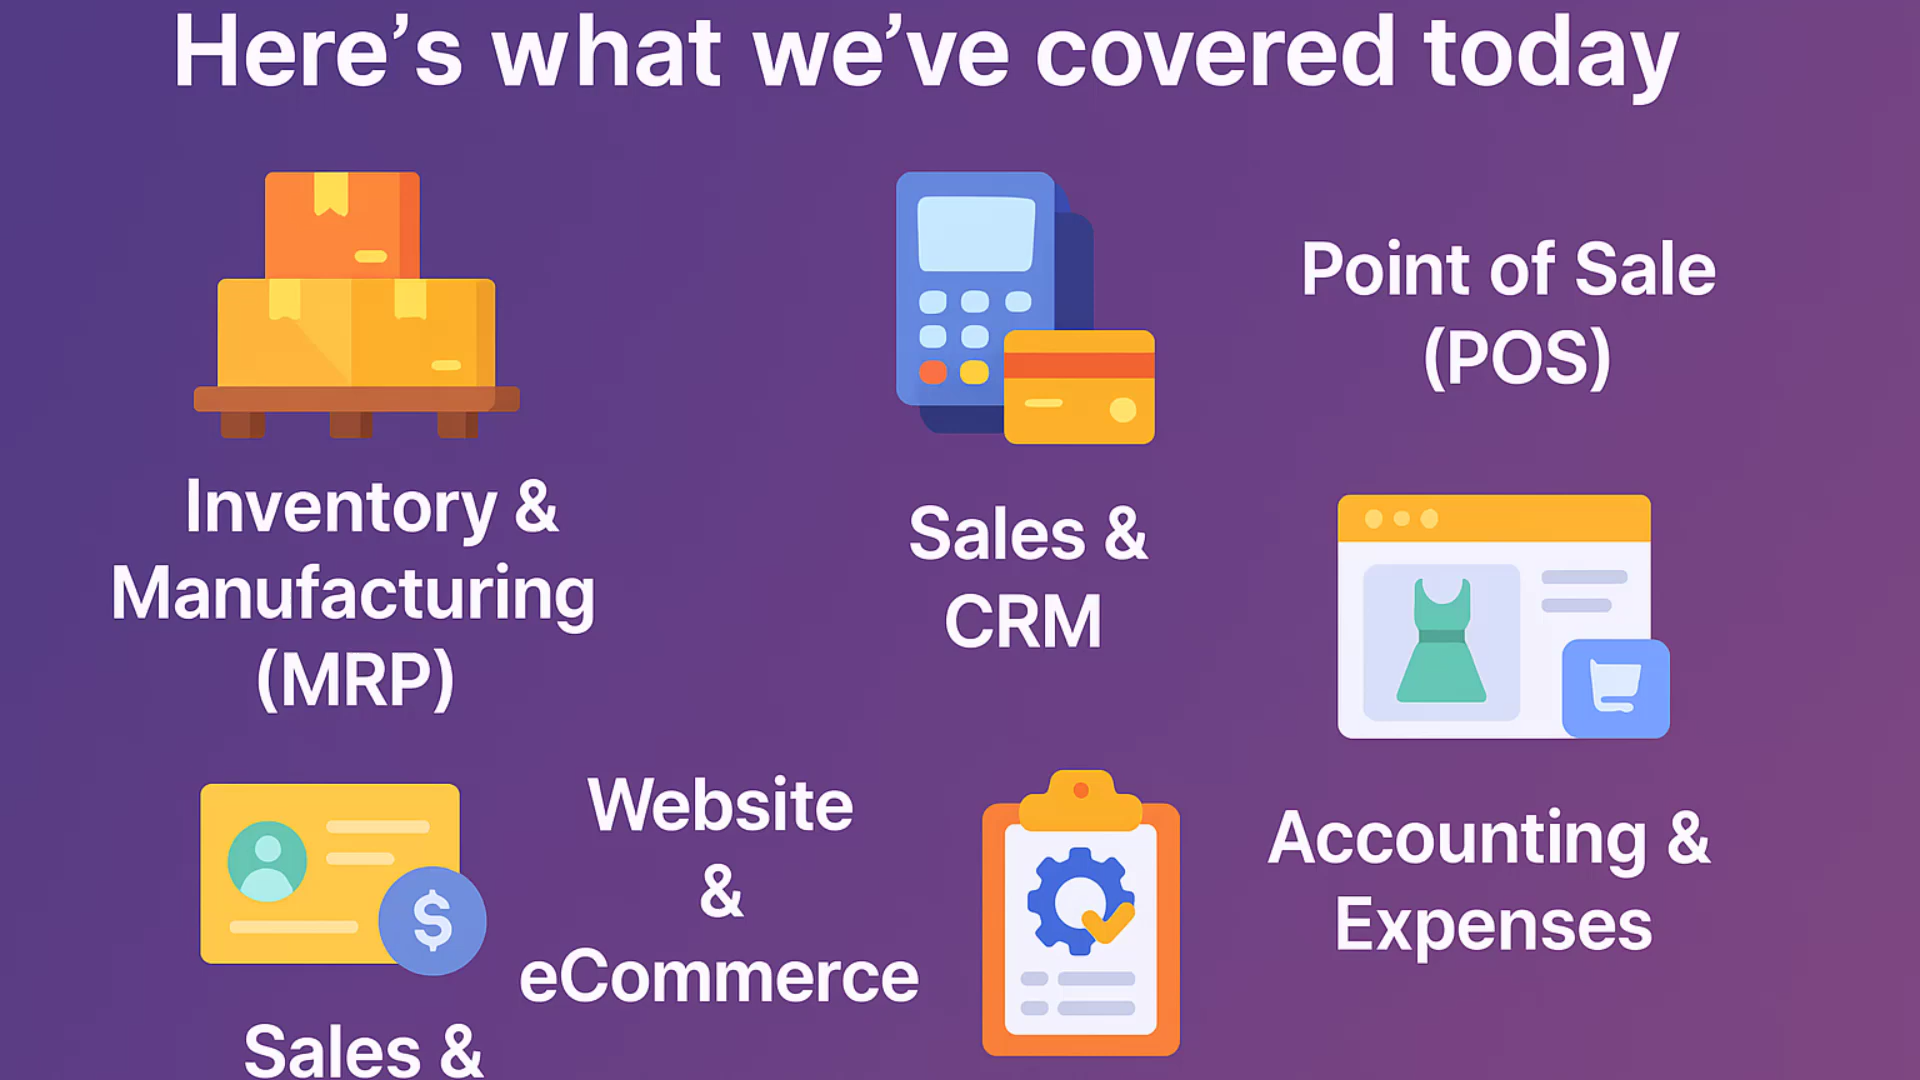 Here’s what we’ve covered today
Inventory &
Manufacturing
(MRP)
Sales &
CRM
Point of Sale
(POS)
$
Sales &
Website
&
eCommerce
Accounting &
Expenses